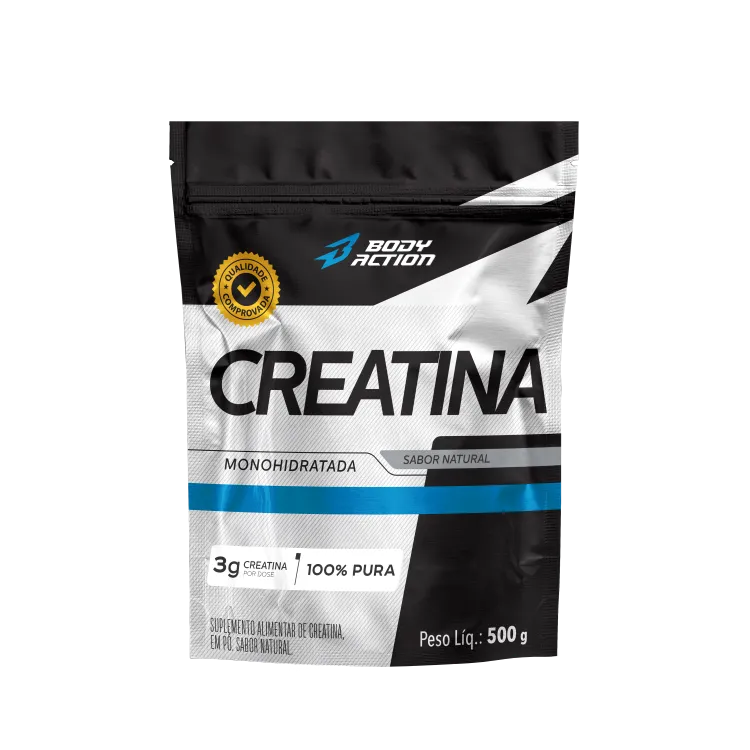 BODY
ACTION
QUALIDADE
COMPROVADA
CREATINA
MONOHIDRATADA
SABOR NATURAL
3g CREATINA
POR DOSE
100% PURA
SUPLEMENTO ALIMENTAR DE CREATINA,
EM PÓ. SABOR NATURAL.
Peso Líq.: 500 g